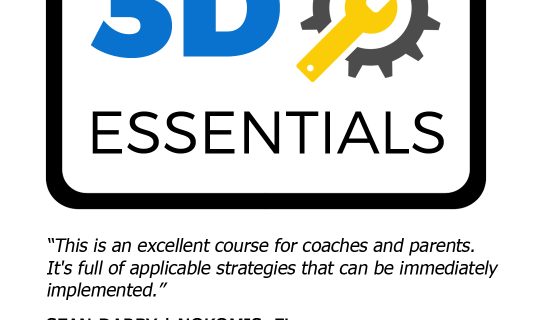 3D
ESSENTIALS
“This is an excellent course for coaches and parents.
It's full of applicable strategies that can be immediately
implemented.”